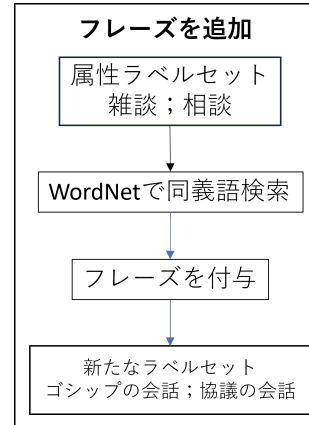 フレーズを追加
属性ラベルセット
雑談；相談
WordNetで同義語検索
フレーズを付与
新たなラベルセット
ゴシップの会話；協議の会話